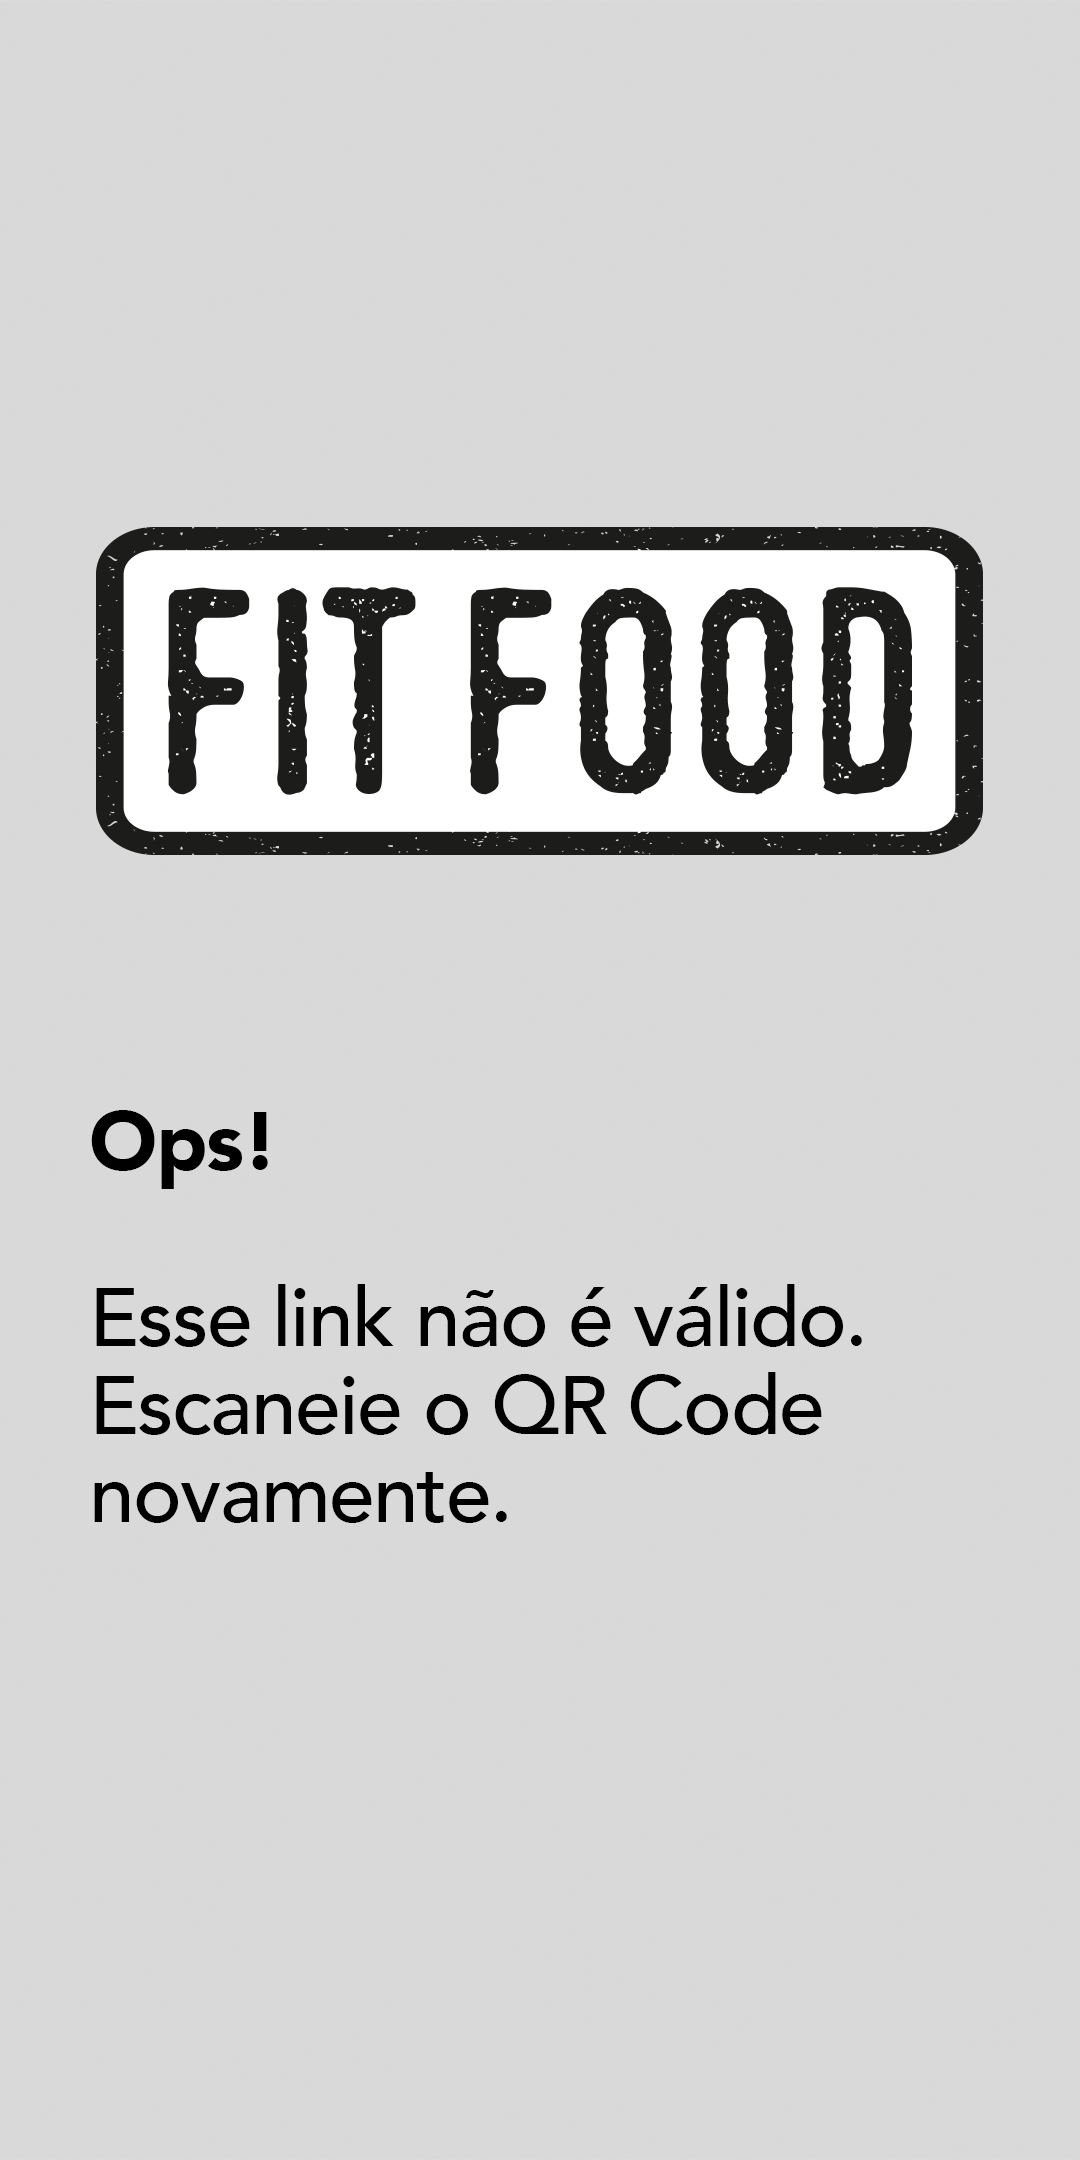 FIT FOOD
Ops!
Esse link não é válido.
Escaneie o QR Code
novamente.